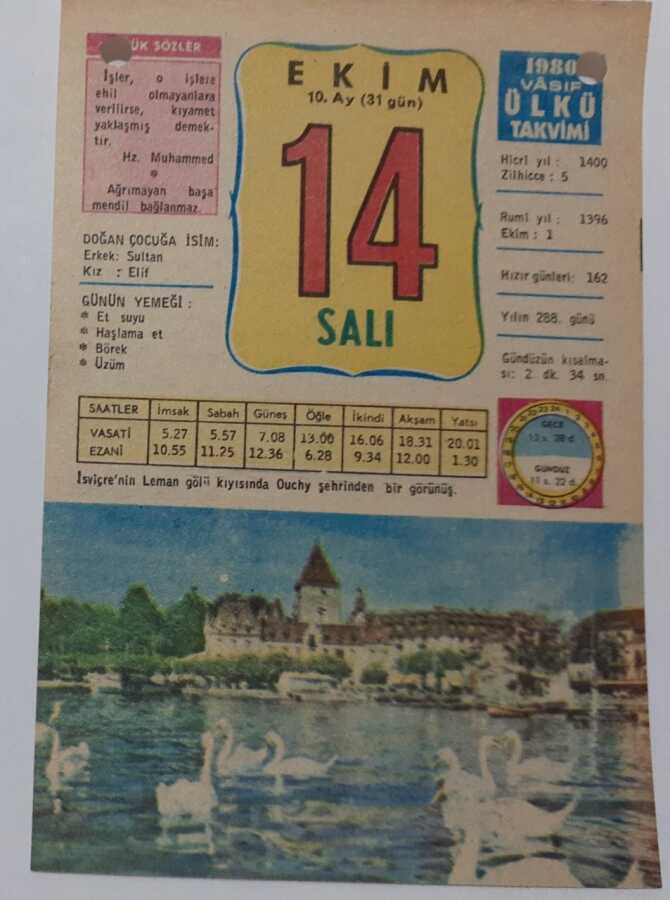 ÜK SÖZLER
İşler, o işlere
ehil olmayanlara
verilirse, kıyamet
yaklaşmış demek-
tir.
Hz. Muhammed
*
Ağrımayan başa
mendil bağlanmaz.
DOĞAN ÇOCUĞA İSİM:
Erkek: Sultan
Kız : Elif
GÜNÜN YEMEĞİ :
* Et suyu
* Haşlama et
* Börek
* Üzüm
EKİM
10. Ay (31 gün)
14
SALI
1980
VÂSIF
ÜLKÜ
TAKVİMİ
Hicrî yıl : 1400
Zilhicce : 5
Rumî yıl : 1396
Ekim : 1
Hızır günleri: 162
Yılın 288. günü
Gündüzün kısalma-
sı: 2. dk. 34 sn.
SAATLER İmsak Sabah Güneş Öğle İkindi Akşam Yatsı
VASATİ 5.27 5.57 7.08 13.00 16.06 18.31 20.01
EZANİ 10.55 11.25 12.36 6.28 9.34 12.00 1.30
GECE
12 s. 38 d.
GÜNDÜZ
11 s. 22 d.
İsviçre'nin Leman gölü kıyısında Ouchy şehrinden bir görünüş.